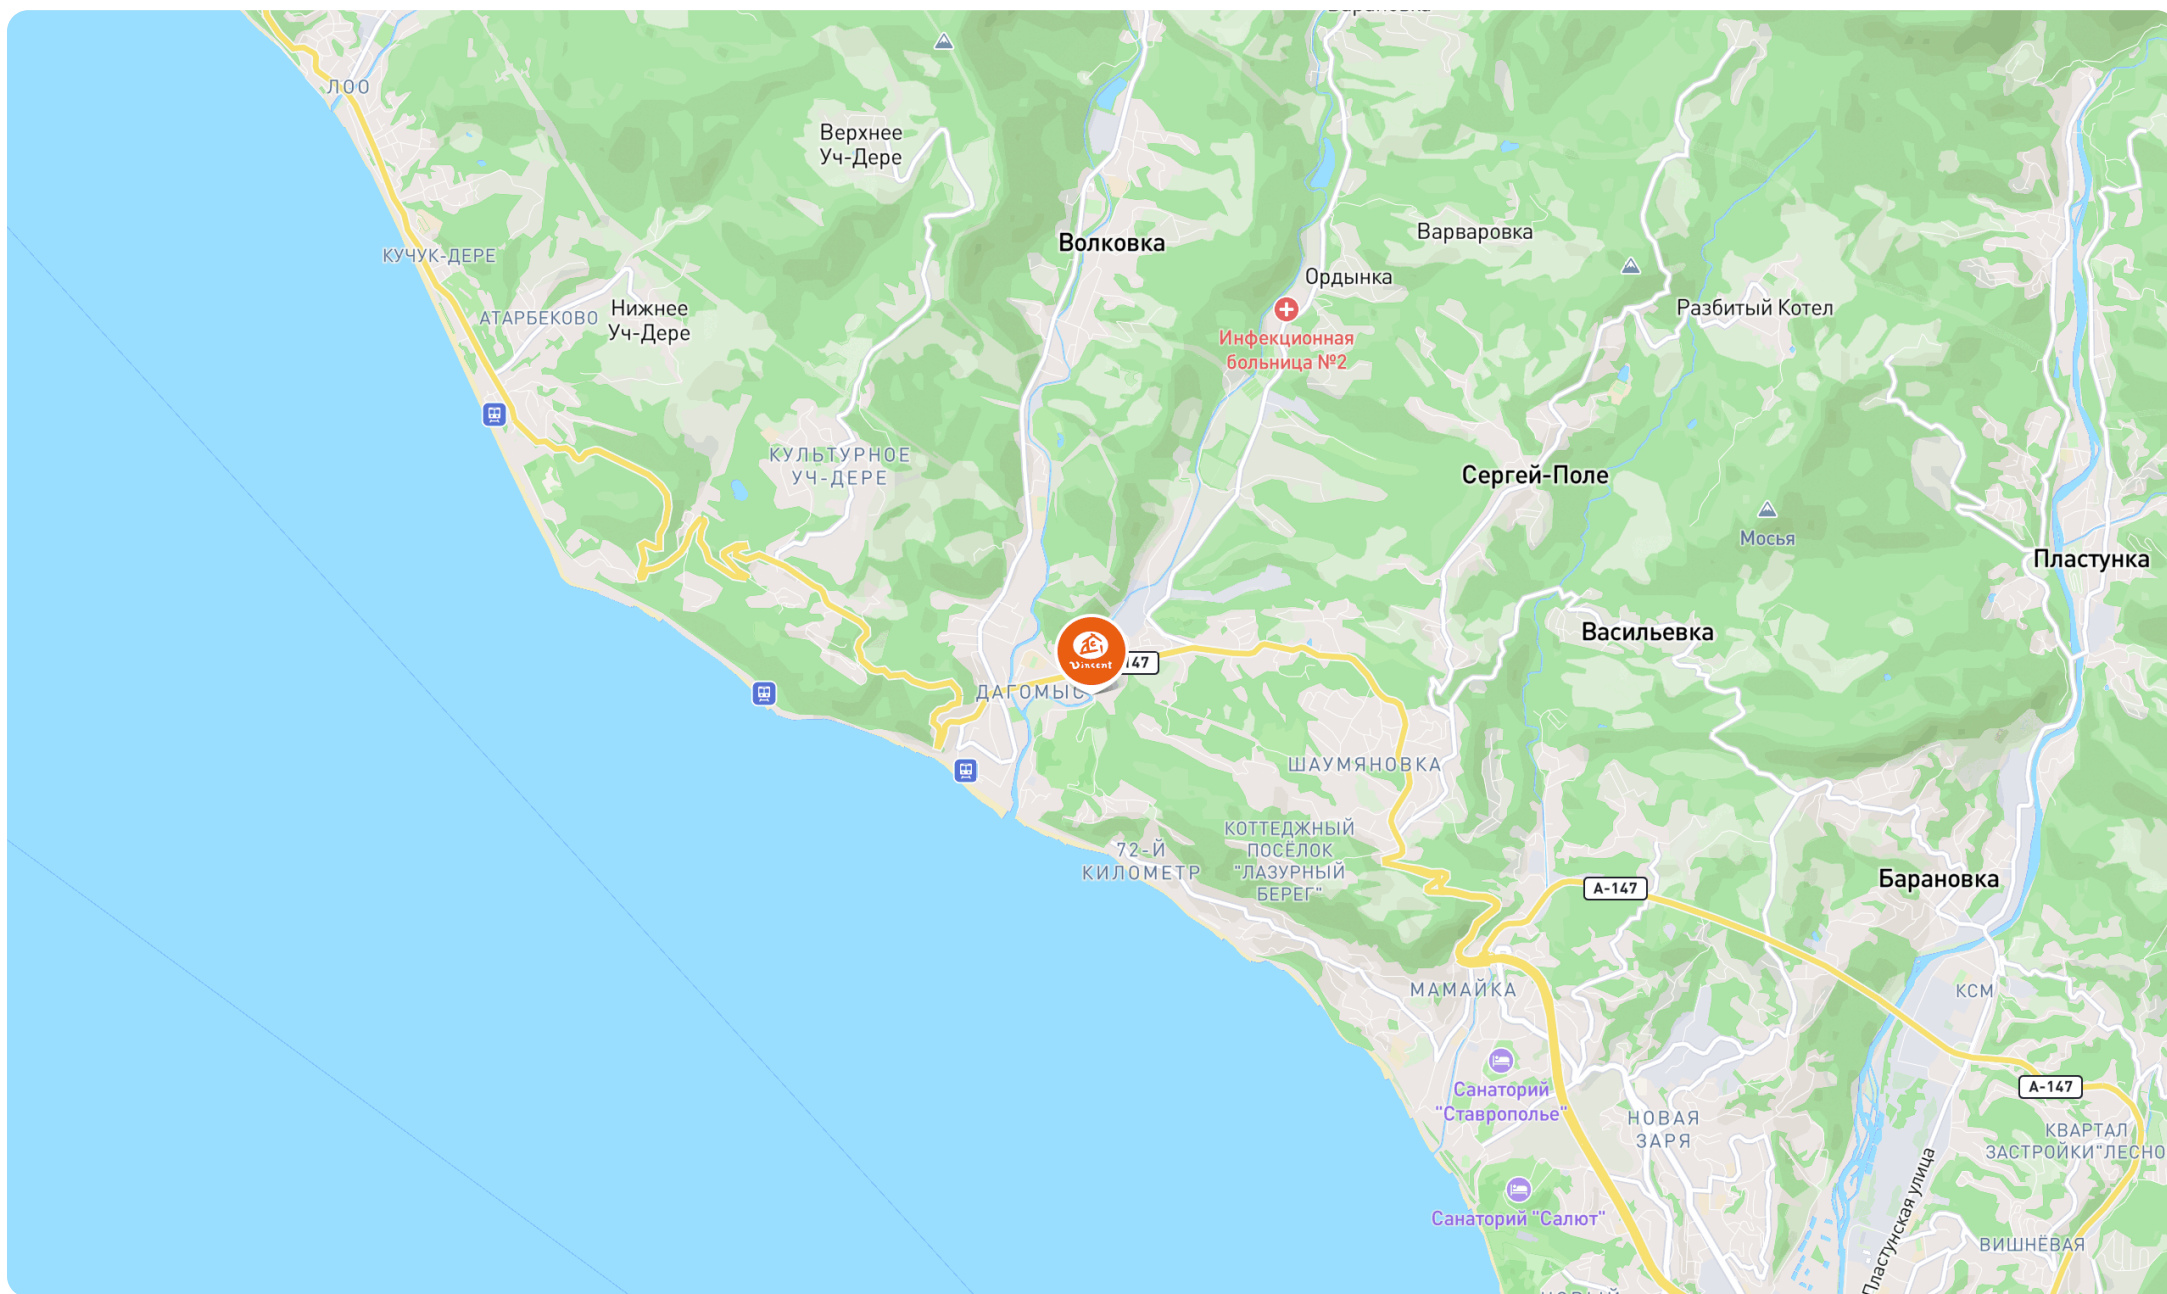 ЛОО
Верхнее
Уч-Дере
Волковка
Варваровка
КУЧУК-ДЕРЕ
Ордынка
АТАРБЕКОВО
Нижнее
Уч-Дере
Разбитый Котел
Инфекционная
больница №2
КУЛЬТУРНОЕ
УЧ-ДЕРЕ
Сергей-Поле
Мосья
Пластунка
Васильевка
Vincent
147
ДАГОМЫС
ШАУМЯНОВКА
72-Й
КИЛОМЕТР
КОТТЕДЖНЫЙ
ПОСЁЛОК
"ЛАЗУРНЫЙ
БЕРЕГ"
А-147
Барановка
МАМАЙКА
КСМ
Санаторий
"Ставрополье"
А-147
НОВАЯ
ЗАРЯ
КВАРТАЛ
ЗАСТРОЙКИ"ЛЕСНО
Пластунская улица
Санаторий "Салют"
ВИШНЁВАЯ